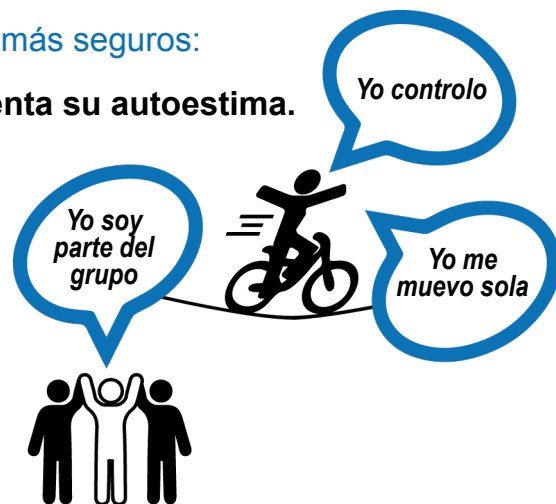 más seguros:
enta su autoestima.
Yo controlo
Yo soy
parte del
grupo
Yo me
muevo sola